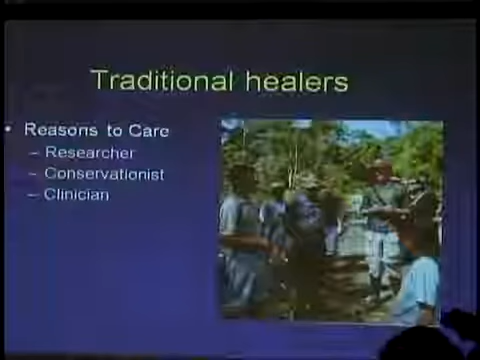 Traditional healers
• Reasons to Care
– Researcher
– Conservationist
– Clinician